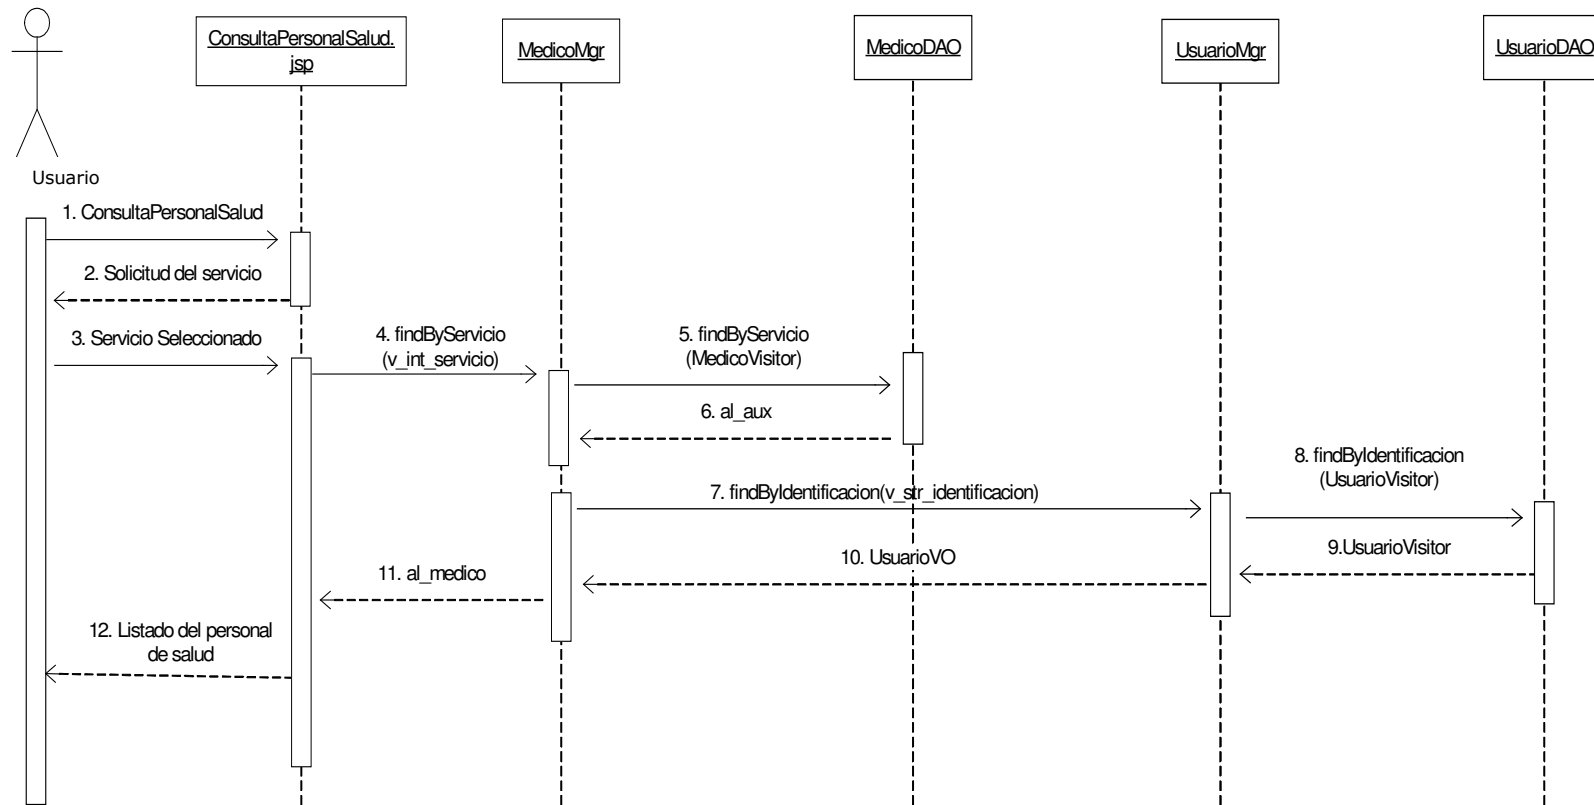 ConsultaPersonalSalud.
jsp
MedicoMgr
MedicoDAO
UsuarioMgr
UsuarioDAO
Usuario
1. ConsultaPersonalSalud
2. Solicitud del servicio
3. Servicio Seleccionado
4. findByServicio
(v_int_servicio)
5. findByServicio
(MedicoVisitor)
6. al_aux
7. findByIdentificacion(v_str_identificacion)
8. findByIdentificacion
(UsuarioVisitor)
9.UsuarioVisitor
10. UsuarioVO
11. al_medico
12. Listado del personal
de salud